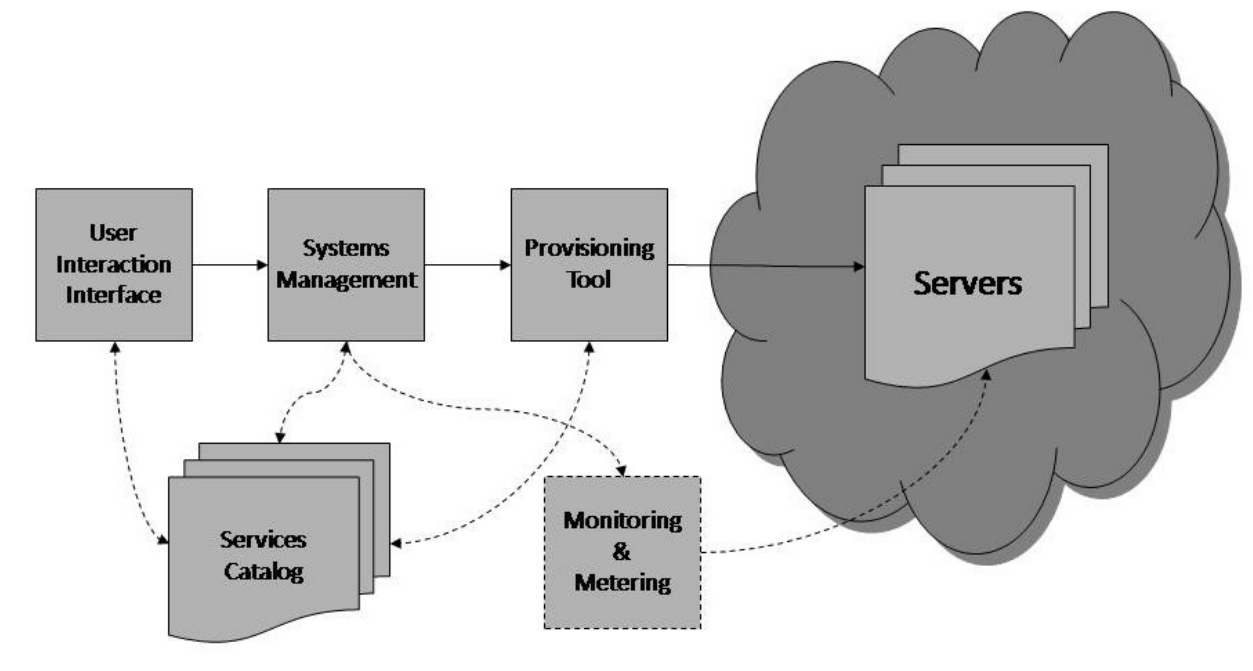 User
Interaction
Interface
Systems
Management
Provisioning
Tool
Servers
Services
Catalog
Monitoring
&
Metering